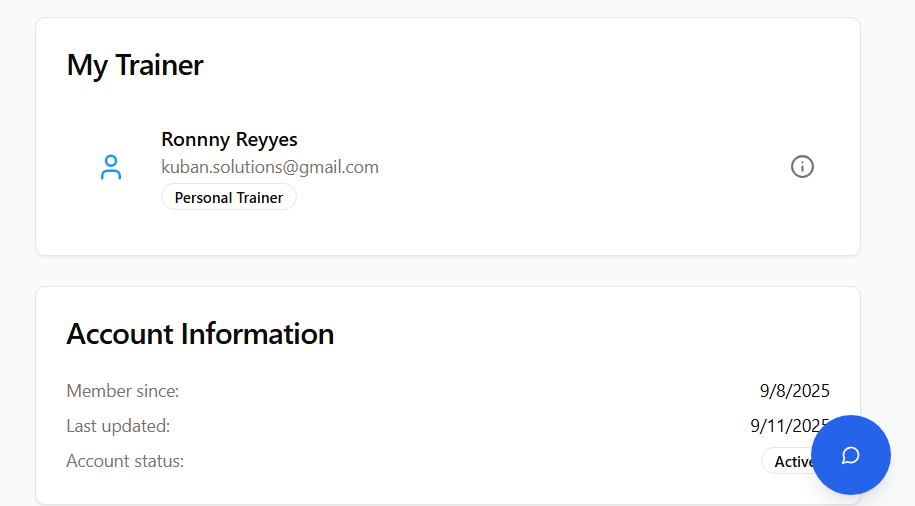 My Trainer
Ronnny Reyyes
kuban.solutions@gmail.com
Personal Trainer
Account Information
Member since:
9/8/2025
Last updated:
9/11/2025
Account status:
Active